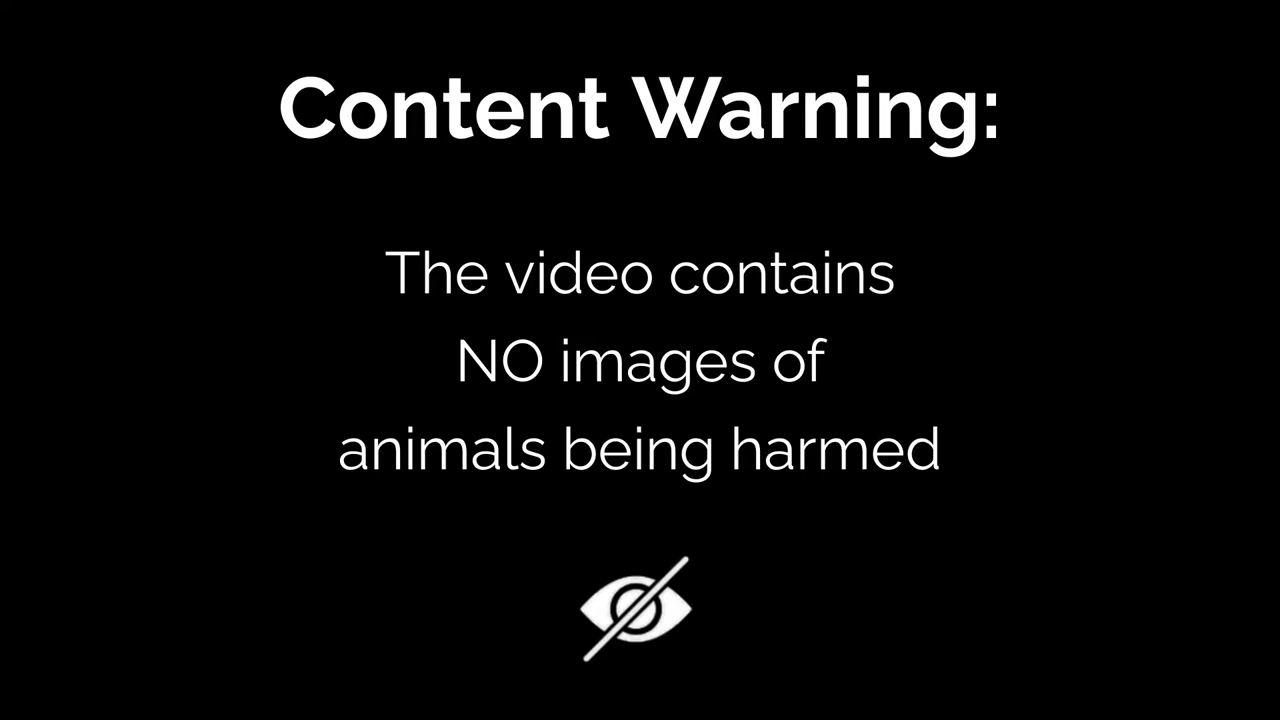 Content Warning:
The video contains
NO images of
animals being harmed